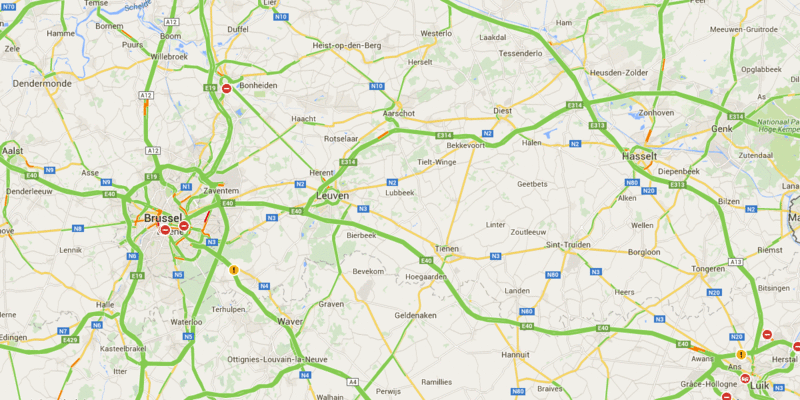 N70
Temse
Schelde
A12
Lier
N10
Ham
Peer
Meeuwen-Gruitrode
Hamme
Bornem
Boom
Duffel
Westerlo
Laakdal
Zele
Puurs
Willebroek
Heist-op-den-Berg
Tessenderlo
Herselt
Heusden-Zolder
Opglabbeek
Dendermonde
E19
Bonheiden
N10
A12
Haacht
Aarschot
Diest
E314
Zonhoven
As
E314
Nationaal Pa
Hoge Kempe
Aalst
A12
Rotselaar
E314
N2
E313
Genk
Bekkevoort
Halen
N2
Hasselt
Zutendaal
N9
Asse
E19
Herent
E314
Tielt-Winge
Diepenbeek
Lana
Denderleeuw
E40
N9
N1
Zaventem
N2
N2
Geetbets
N80
E313
N20
Leuven
Lubbeek
Bilzen
N2
Brussel
E40
N3
E40
N3
Linter
Zoutleeuw
Wellen
Ma
N8
Bierbeek
Lennik
N3
Tienen
Sint-Truiden
Borgloon
Riemst
N6
E40
N3
A13
E19
N5
Bevekom
Hoegaarden
N80
N3
Tongeren
Bitsingen
Terhulpen
Graven
Landen
Heers
N20
Halle
Geldenaken
N80
N3
N6
Waterloo
Waver
E40
E40
N7
Edingen
E429
N5
N20
E40
Kasteelbrakel
Ottignies-Louvain-la-Neuve
Hannuit
Awans
Ans
Herstal
Itter
N4
A4
Ramillies
Grâce-Hollogne
Luik
N3
Walhain
Perwijs
N80
Braives